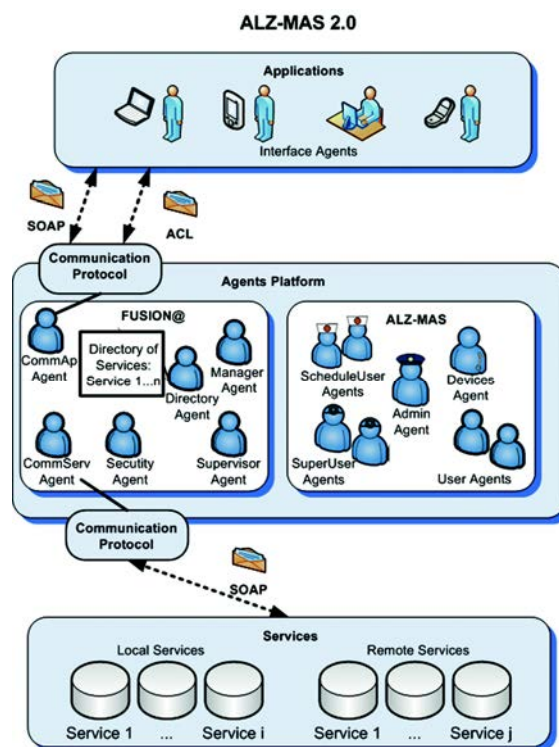 ALZ-MAS 2.0
Applications
Interface Agents
SOAP
ACL
Communication
Protocol
Agents Platform
FUSION@
CommAp
Agent
Directory of
Services:
Service 1...n
Directory
Agent
Manager
Agent
CommServ
Agent
Secutity
Agent
Supervisor
Agent
ALZ-MAS
ScheduleUser
Agents
Admin
Agent
Devices
Agent
SuperUser
Agents
User Agents
Communication
Protocol
SOAP
Services
Local Services
Remote Services
Service 1 ... Service i
Service 1 ... Service j